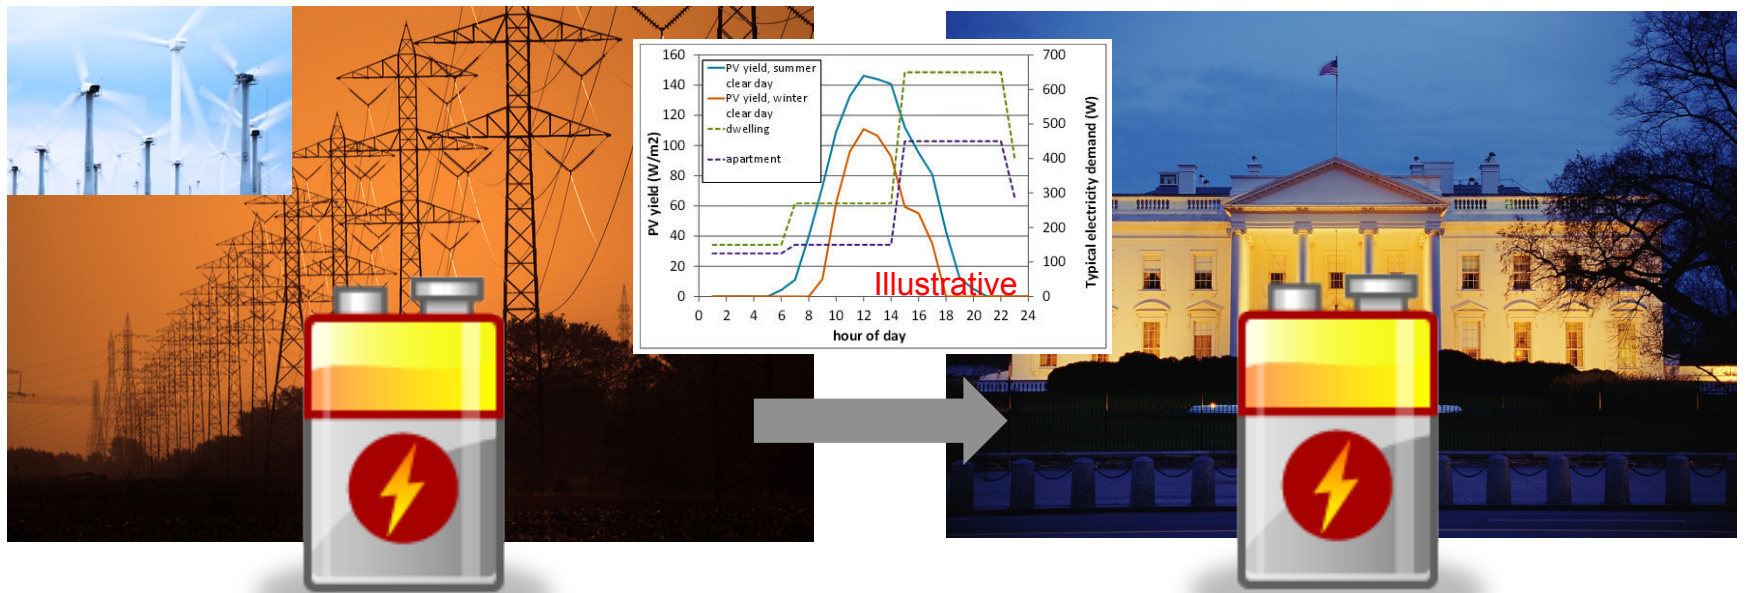 160
140
120
100
80
60
40
20
0
PV yield (W/m2)
PV yield, summer
clear day
PV yield, winter
clear day
dwelling
apartment
700
600
500
400
300
200
100
0
Typical electricity demand (W)
Illustrative
0 2 4 6 8 10 12 14 16 18 20 22 24
hour of day